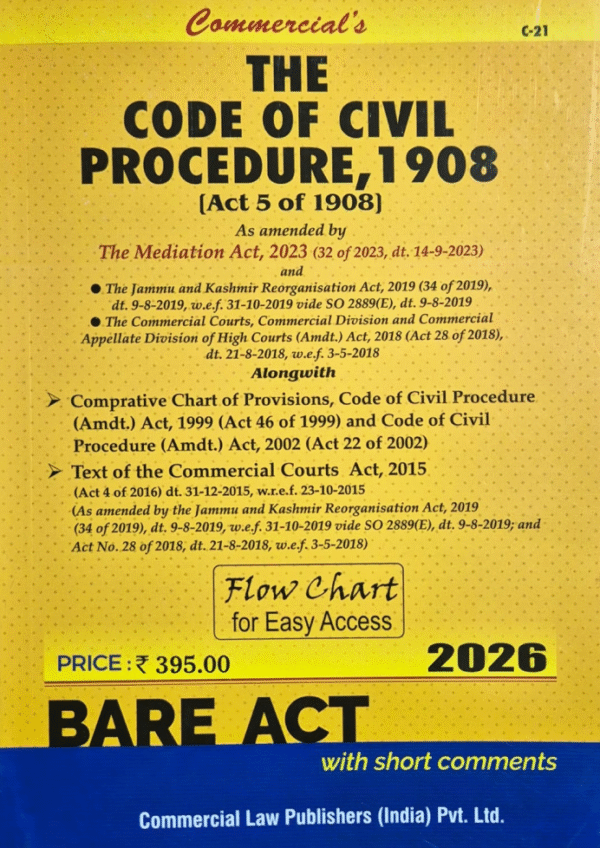 Commercial's
C-21
THE
CODE OF CIVIL
PROCEDURE, 1908
[Act 5 of 1908]
As amended by
The Mediation Act, 2023 (32 of 2023, dt. 14-9-2023)
and
● The Jammu and Kashmir Reorganisation Act, 2019 (34 of 2019),
dt. 9-8-2019, w.e.f. 31-10-2019 vide SO 2889(E), dt. 9-8-2019
● The Commercial Courts, Commercial Division and Commercial
Appellate Division of High Courts (Amdt.) Act, 2018 (Act 28 of 2018),
dt. 21-8-2018, w.e.f. 3-5-2018
Alongwith
➢ Comprative Chart of Provisions, Code of Civil Procedure
(Amdt.) Act, 1999 (Act 46 of 1999) and Code of Civil
Procedure (Amdt.) Act, 2002 (Act 22 of 2002)
➢ Text of the Commercial Courts Act, 2015
(Act 4 of 2016) dt. 31-12-2015, w.r.e.f. 23-10-2015
(As amended by the Jammu and Kashmir Reorganisation Act, 2019
(34 of 2019), dt. 9-8-2019, w.e.f. 31-10-2019 vide SO 2889(E), dt. 9-8-2019; and
Act No. 28 of 2018, dt. 21-8-2018, w.e.f. 3-5-2018)
Flow Chart
for Easy Access
PRICE : ₹ 395.00
2026
BARE ACT
with short comments
Commercial Law Publishers (India) Pvt. Ltd.